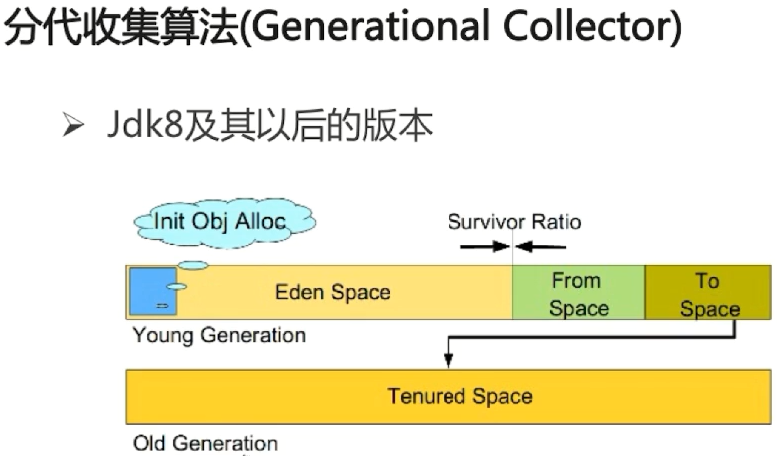 分代收集算法(Generational Collector)
➢ Jdk8及其以后的版本
Init Obj Alloc
Survivor Ratio
Eden Space
From Space
To Space
Young Generation
Tenured Space
Old Generation